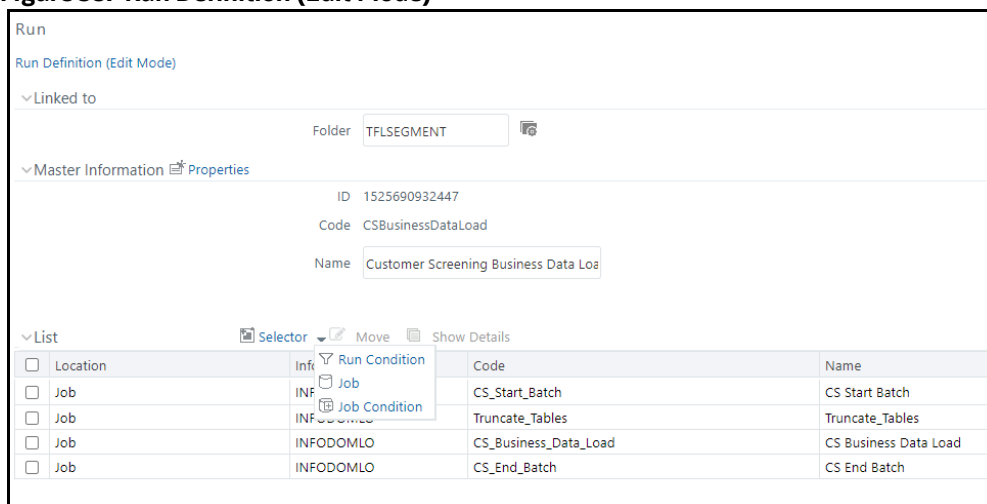 Run
Run Definition (Edit Mode)
Linked to
Folder TFLSEGMENT
Master Information Properties
ID 1525690932447
Code CSBusinessDataLoad
Name Customer Screening Business Data Loa
List Selector Move Show Details
Location Code Name
Run Condition
Job CS_Start_Batch CS Start Batch
Job
Job Condition
Job Truncate_Tables Truncate_Tables
Job INFODOMLO CS_Business_Data_Load CS Business Data Load
Job INFODOMLO CS_End_Batch CS End Batch